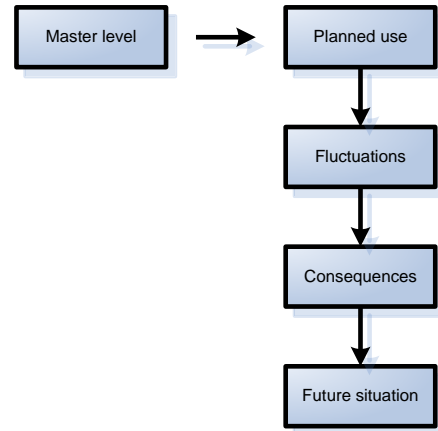 Master level
Planned use
Fluctuations
Consequences
Future situation